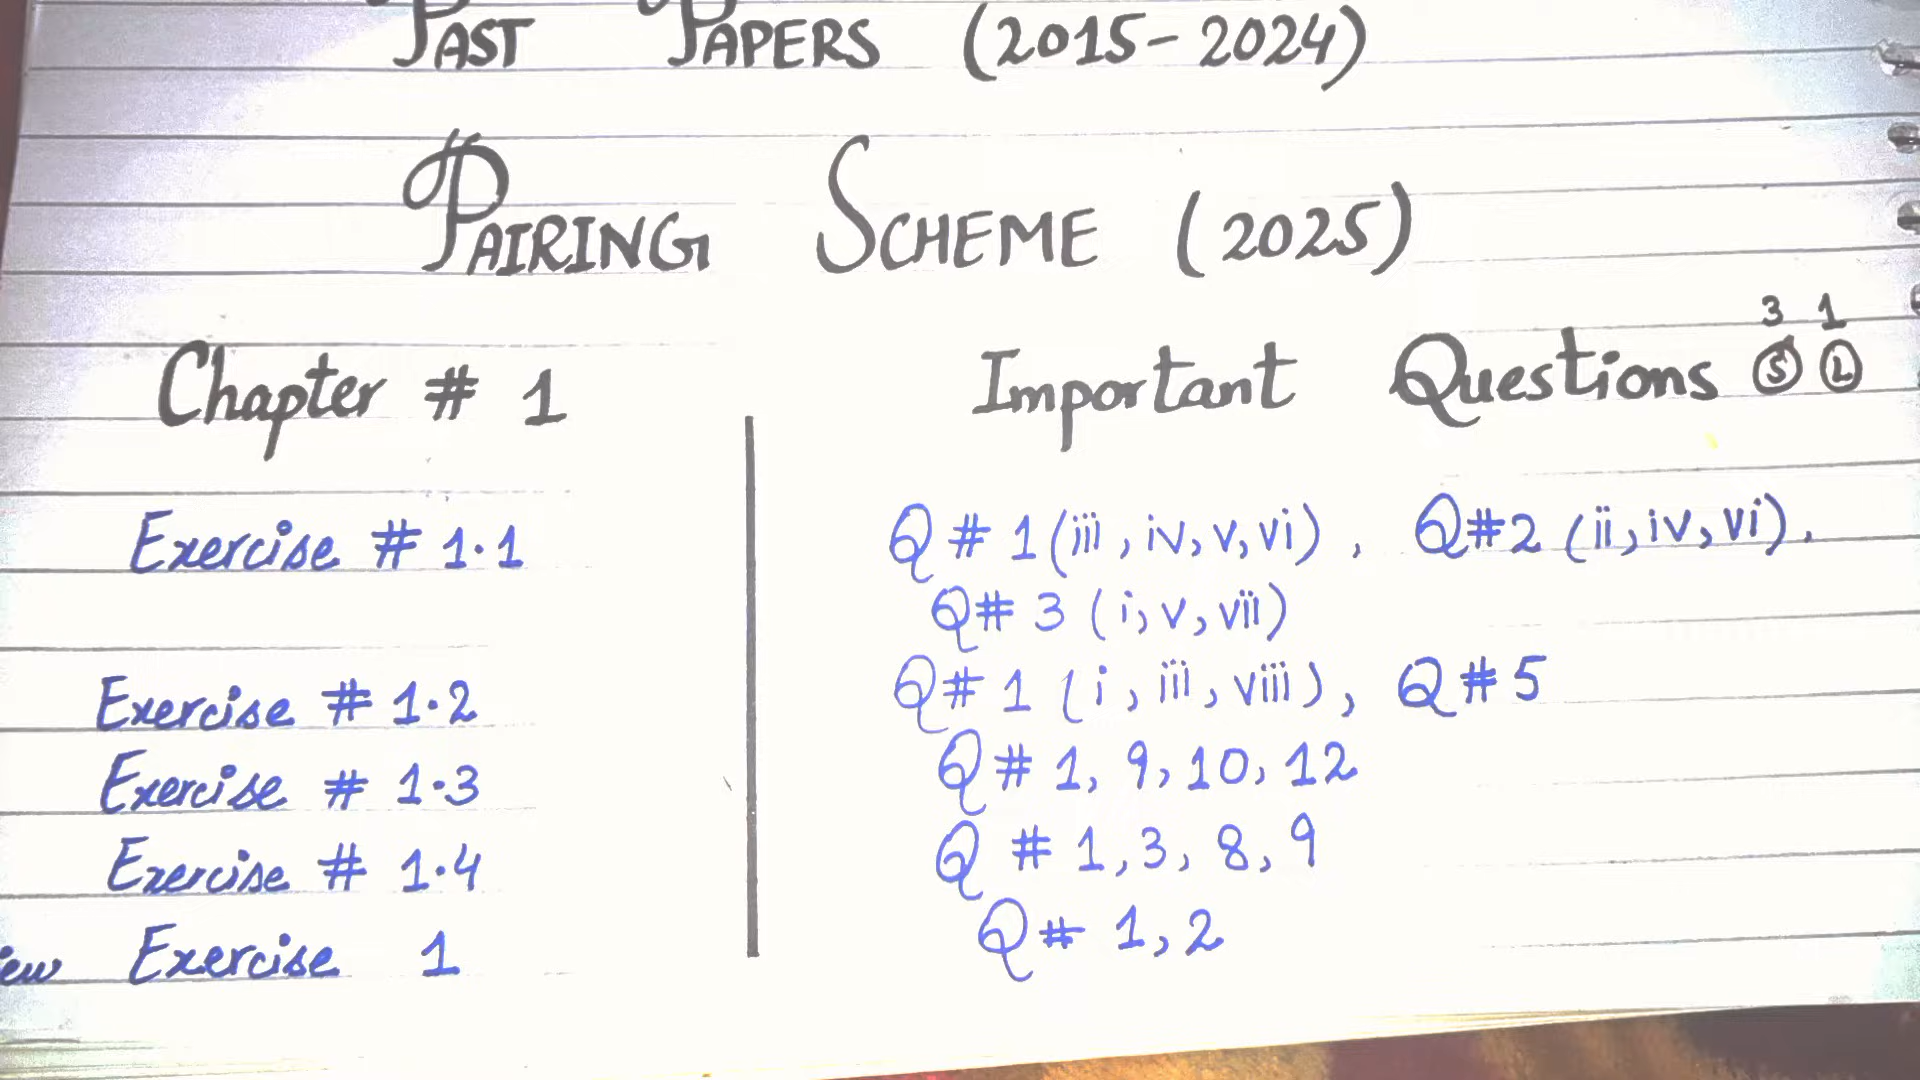 PAST PAPERS (2015-2024)
PAIRING SCHEME (2025)
3 1
Chapter # 1 Important Questions S L
Exercise # 1.1 Q # 1 (iii, iv, v, vi), Q#2 (ii, iv, vi),
Q# 3 (i, v, vii)
Exercise # 1.2 Q# 1 (i, iii, viii), Q # 5
Exercise # 1.3 Q # 1, 9, 10, 12
Exercise # 1.4 Q # 1, 3, 8, 9
Exercise 1 Q# 1, 2